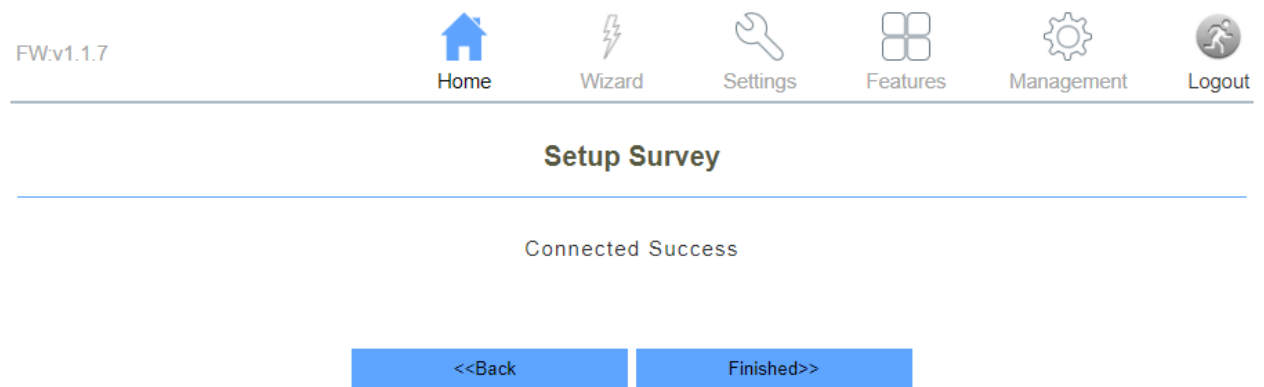 FW:v1.1.7
Home Wizard Settings Features Management Logout
Setup Survey
Connected Success
<<Back Finished>>